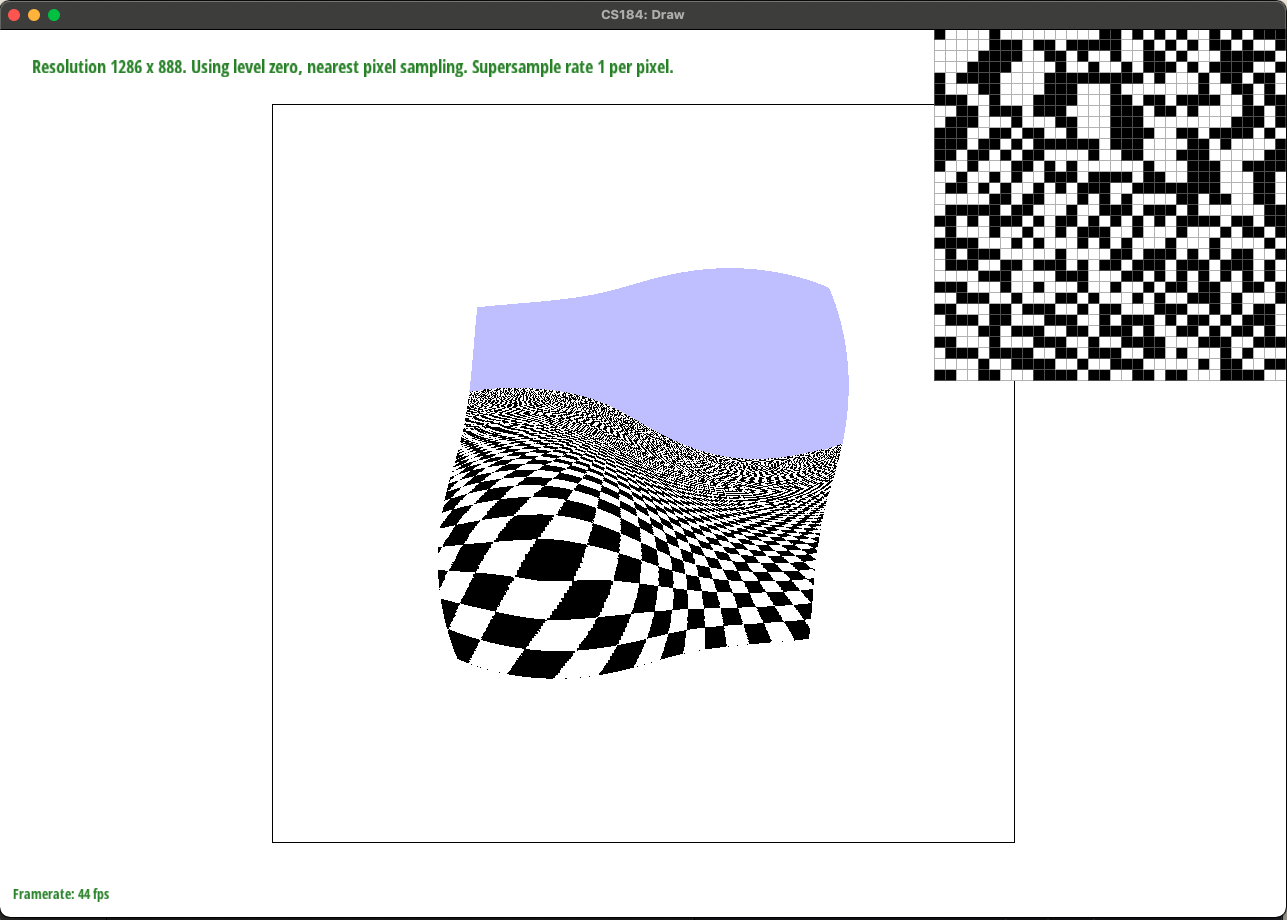 CS184: Draw
Resolution 1286 x 888. Using level zero, nearest pixel sampling. Supersample rate 1 per pixel.
Framerate: 44 fps